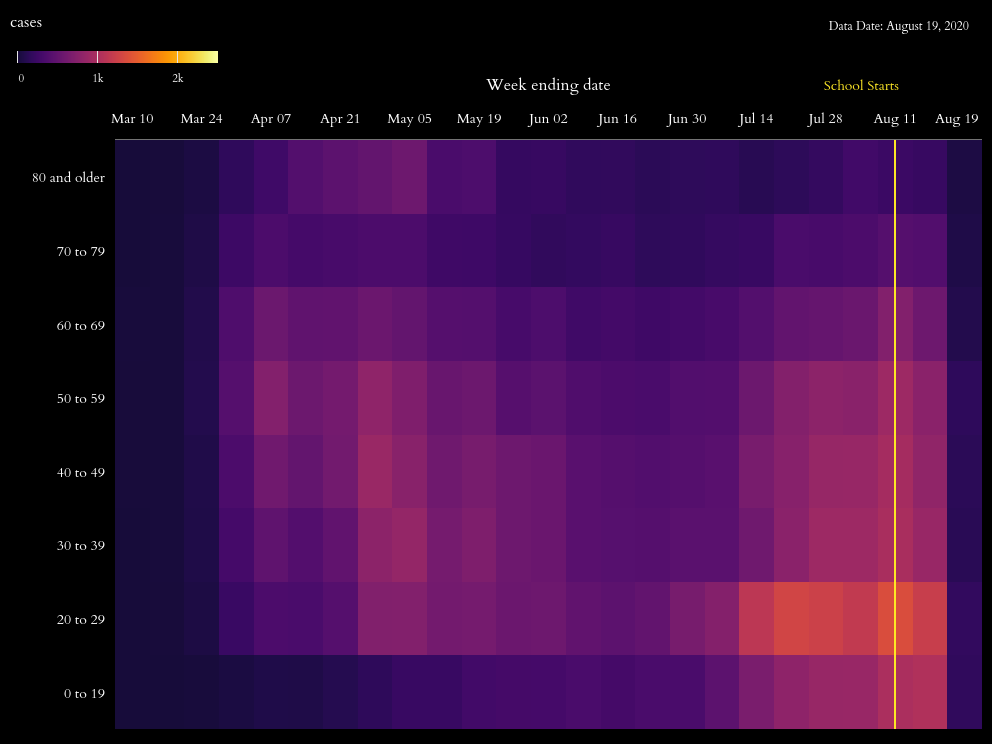 cases
Data Date: August 19, 2020
0 1k 2k
Week ending date
School Starts
Mar 10 Mar 24 Apr 07 Apr 21 May 05 May 19 Jun 02 Jun 16 Jun 30 Jul 14 Jul 28 Aug 11 Aug 19
80 and older
70 to 79
60 to 69
50 to 59
40 to 49
30 to 39
20 to 29
0 to 19